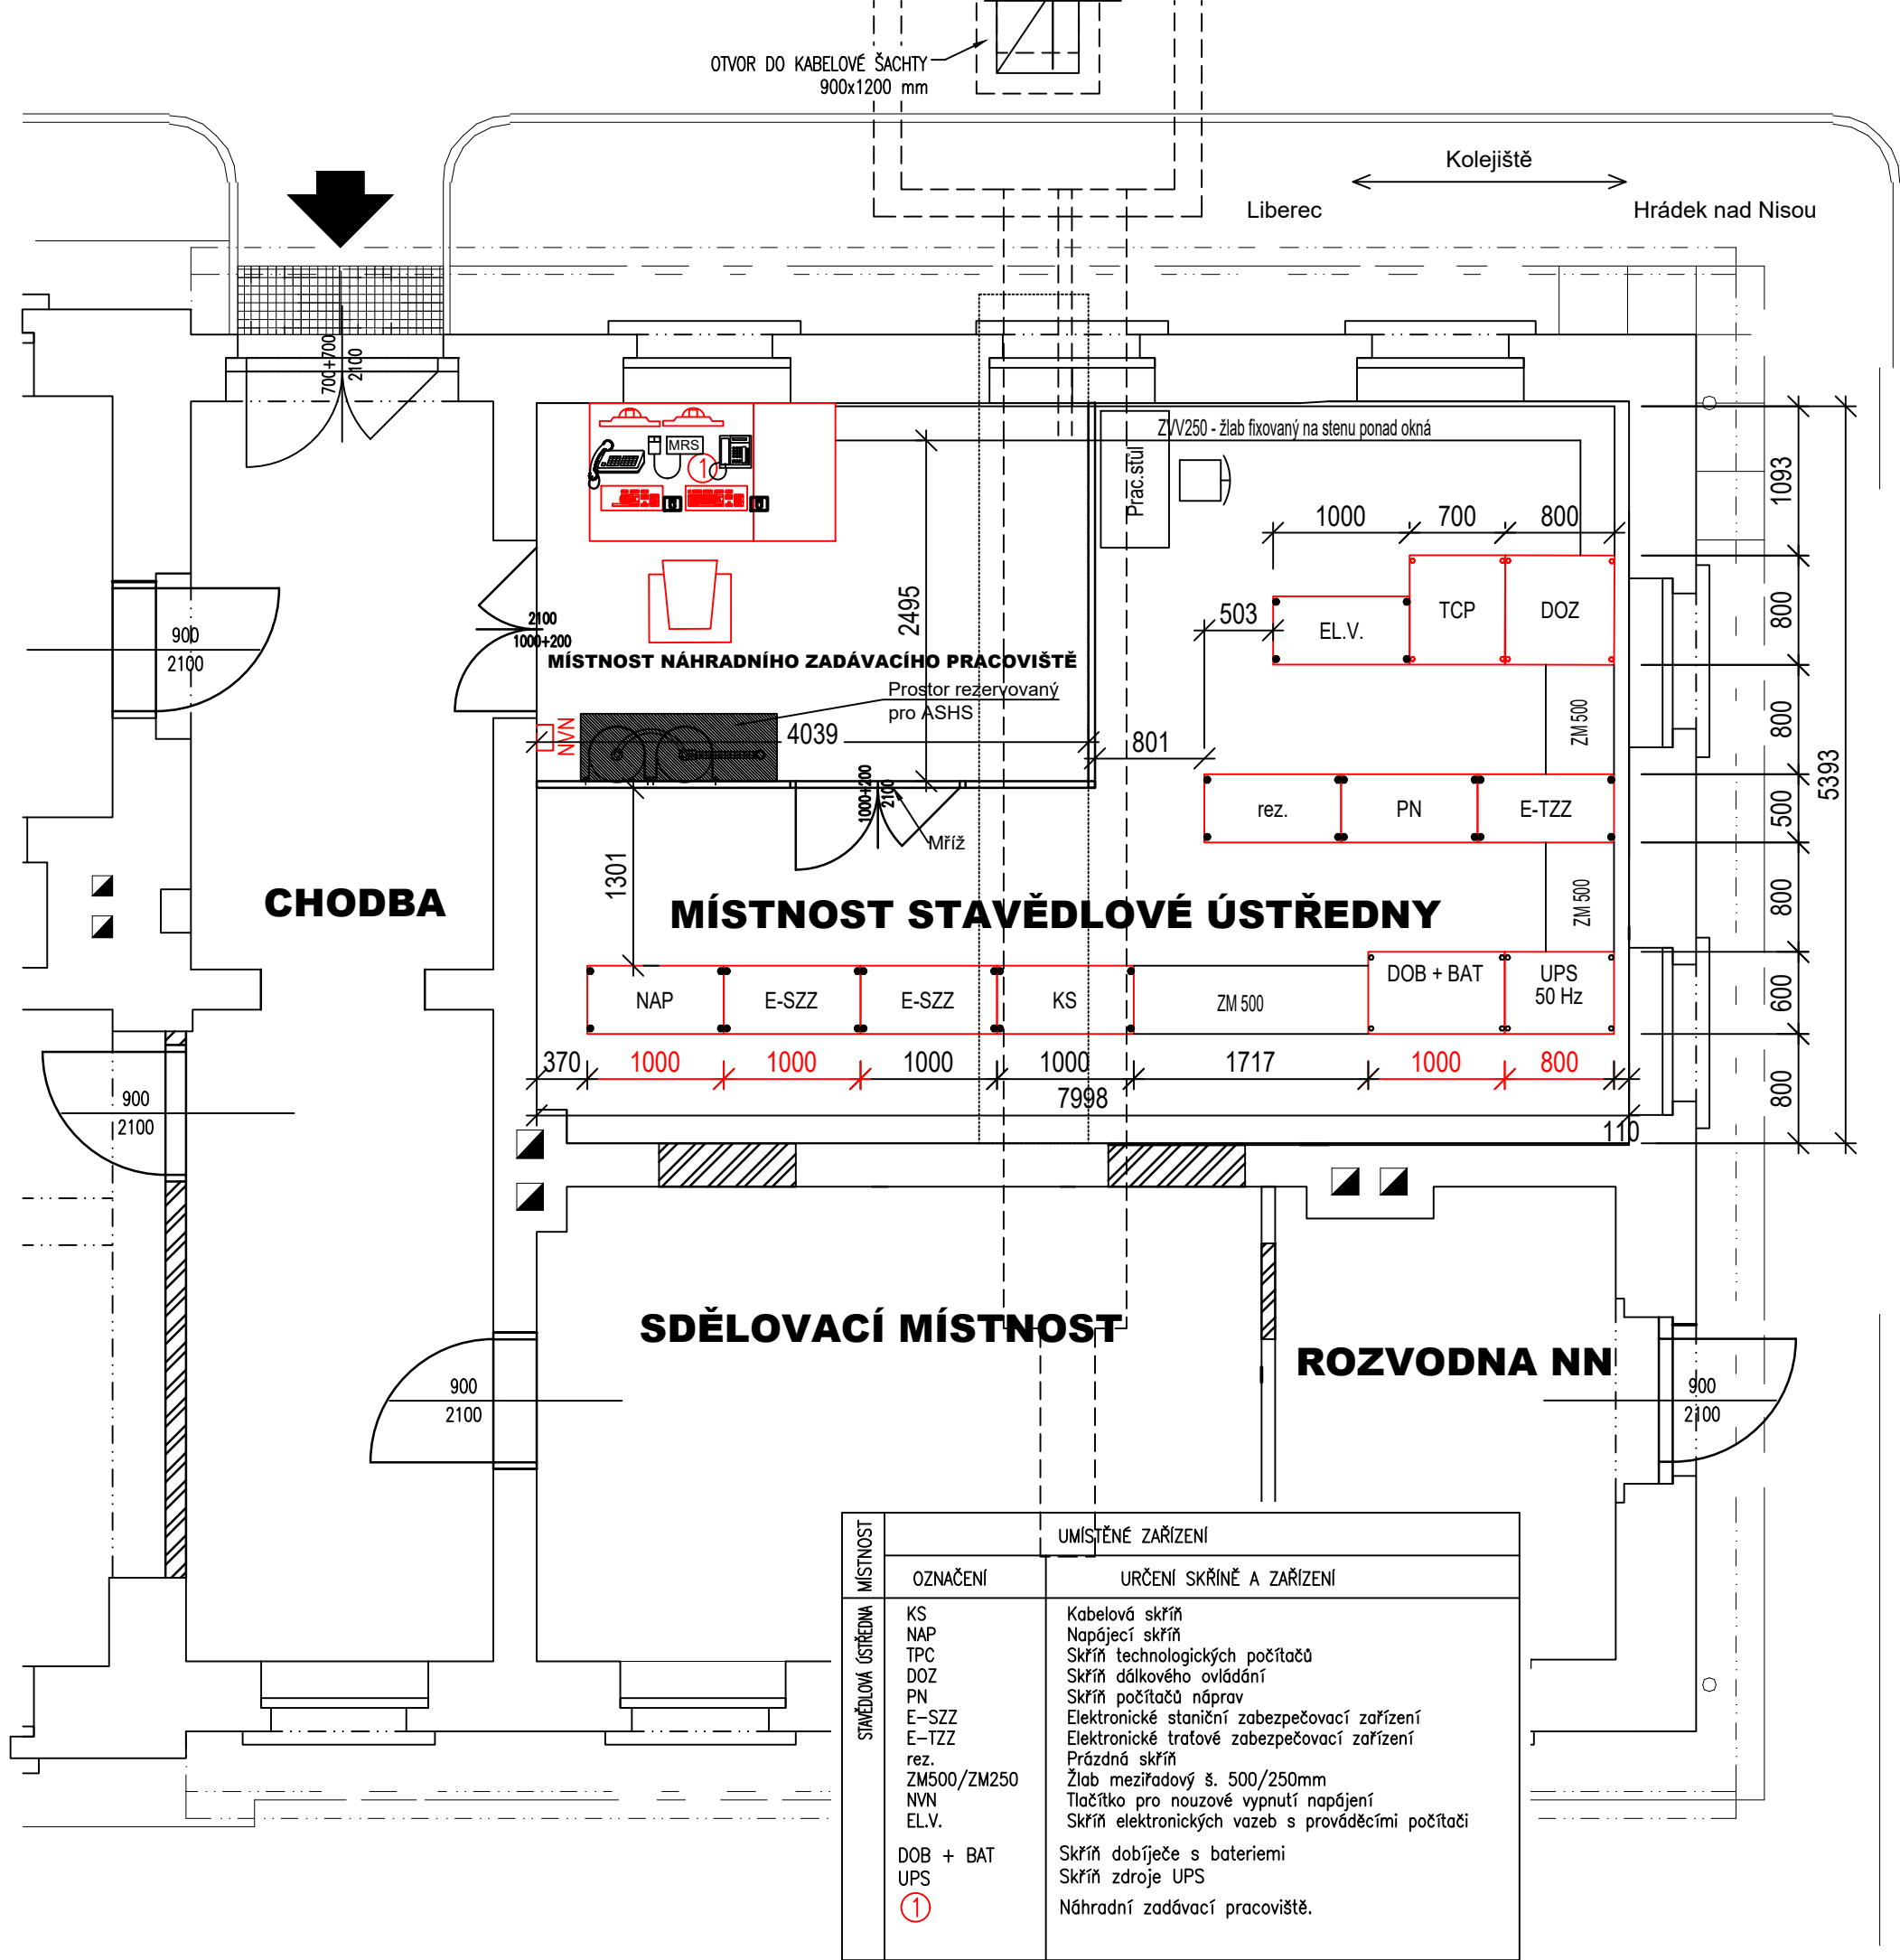 OTVOR DO KABELOVÉ ŠACHTY
900x1200 mm
Kolejiště
Liberec
Hrádek nad Nisou
700+700
2100
MRS
1
ZVV250 - žlab fixovaný na stenu ponad okná
Prac.stul
1000
700
800
1093
TCP
DOZ
EL.V.
503
800
2495
900
2100
2100
1000+200
MÍSTNOST NÁHRADNÍHO ZADÁVACÍHO PRACOVIŠTĚ
Prostor rezervovaný
pro ASHS
NVN
4039
801
ZM 500
800
5393
1000+200
2100
Mříž
rez.
PN
E-TZZ
500
1301
CHODBA
MÍSTNOST STAVĚDLOVÉ ÚSTŘEDNY
ZM 500
800
NAP
E-SZZ
E-SZZ
KS
ZM 500
DOB + BAT
UPS
50 Hz
600
370
1000
1000
1000
1000
1717
1000
800
7998
110
800
900
2100
SDĚLOVACÍ MÍSTNOST
ROZVODNA NN
900
2100
900
2100
MÍSTNOST
UMÍSTĚNÉ ZAŘÍZENÍ
OZNAČENÍ
URČENÍ SKŘÍNĚ A ZAŘÍZENÍ
STAVĚDLOVÁ ÚSTŘEDNA
KS Kabelová skříň
NAP Napájecí skříň
TPC Skříň technologických počítačů
DOZ Skříň dálkového ovládání
PN Skříň počítačů náprav
E-SZZ Elektronické staniční zabezpečovací zařízení
E-TZZ Elektronické traťové zabezpečovací zařízení
rez. Prázdná skříň
ZM500/ZM250 Žlab meziřadový š. 500/250mm
NVN Tlačítko pro nouzové vypnutí napájení
EL.V. Skříň elektronických vazeb s prováděcími počítači
DOB + BAT Skříň dobíječe s bateriemi
UPS Skříň zdroje UPS
1 Náhradní zadávací pracoviště.